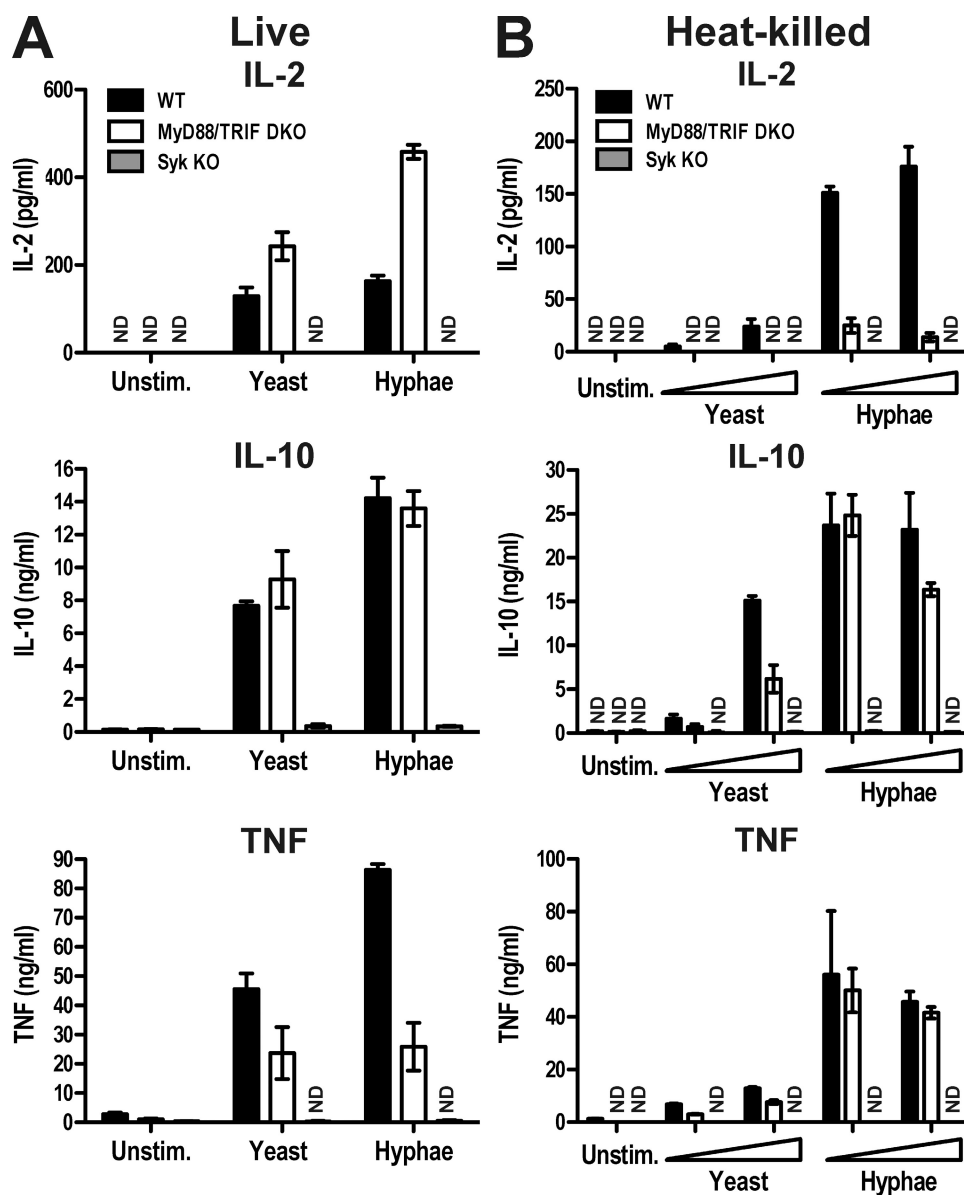 A Live
IL-2
WT
MyD88/TRIF DKO
Syk KO
IL-2 (pg/ml)
600
400
200
0
ND ND ND ND ND
Unstim. Yeast Hyphae
IL-10
IL-10 (ng/ml)
16
14
12
10
8
6
4
2
0
Unstim. Yeast Hyphae
TNF
TNF (ng/ml)
90
80
70
60
50
40
30
20
10
0
ND ND
Unstim. Yeast Hyphae
B Heat-killed
IL-2
WT
MyD88/TRIF DKO
Syk KO
IL-2 (pg/ml)
250
200
150
100
50
0
ND ND ND ND ND ND ND ND ND
Unstim.
Yeast Hyphae
IL-10
IL-10 (ng/ml)
30
25
20
15
10
5
0
ND ND ND ND ND ND ND
Unstim.
Yeast Hyphae
TNF
TNF (ng/ml)
100
80
60
40
20
0
ND ND ND ND ND ND
Unstim.
Yeast Hyphae